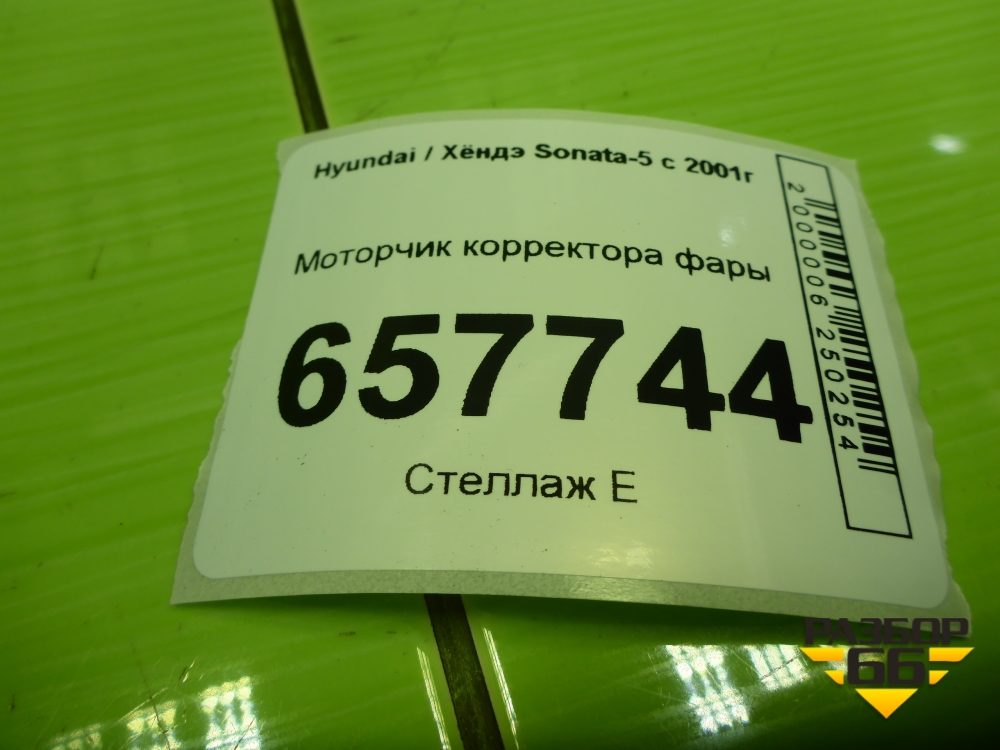 Hyundai / Хёндэ Sonata-5 с 2001г
Моторчик корректора фары
657744
Стеллаж Е
2000006250254
РАЗБОР
66